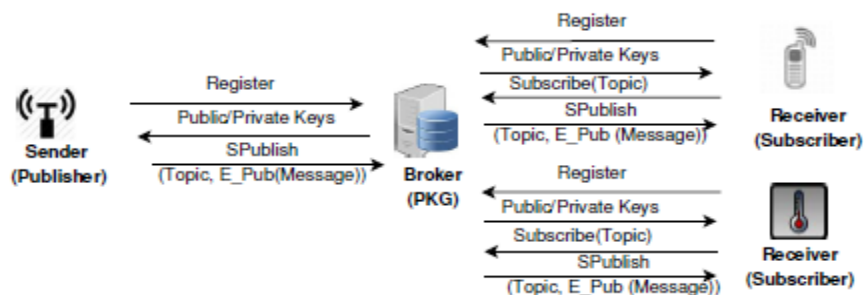 Register
Public/Private Keys
SPublish
(Topic, E_Pub(Message))
Sender
(Publisher)
Broker
(PKG)
Register
Public/Private Keys
Subscribe(Topic)
SPublish
(Topic, E_Pub (Message))
Receiver
(Subscriber)
Register
Public/Private Keys
Subscribe(Topic)
SPublish
(Topic, E_Pub (Message))
Receiver
(Subscriber)